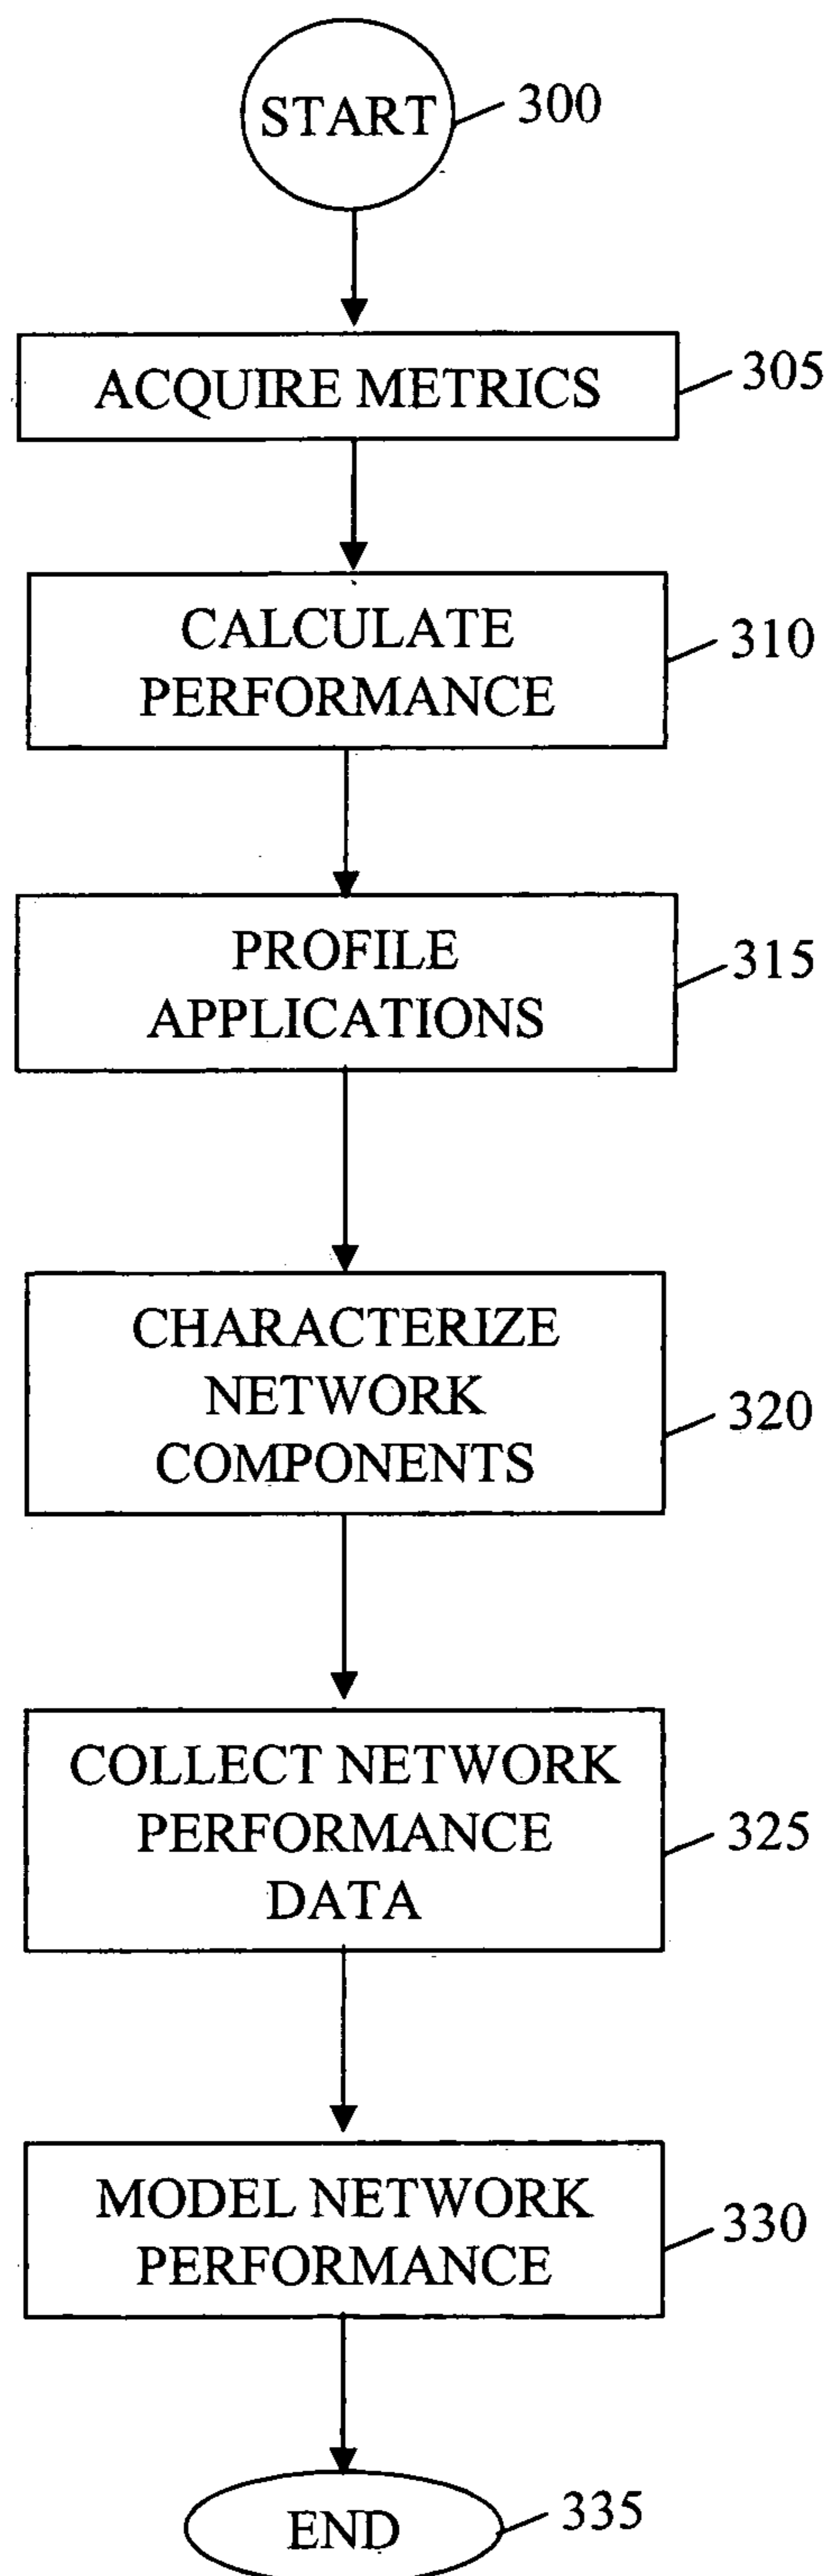 START
300
ACQUIRE METRICS
305
CALCULATE
PERFORMANCE
310
PROFILE
APPLICATIONS
315
CHARACTERIZE
NETWORK
COMPONENTS
320
COLLECT NETWORK
PERFORMANCE
DATA
325
MODEL NETWORK
PERFORMANCE
330
END
335